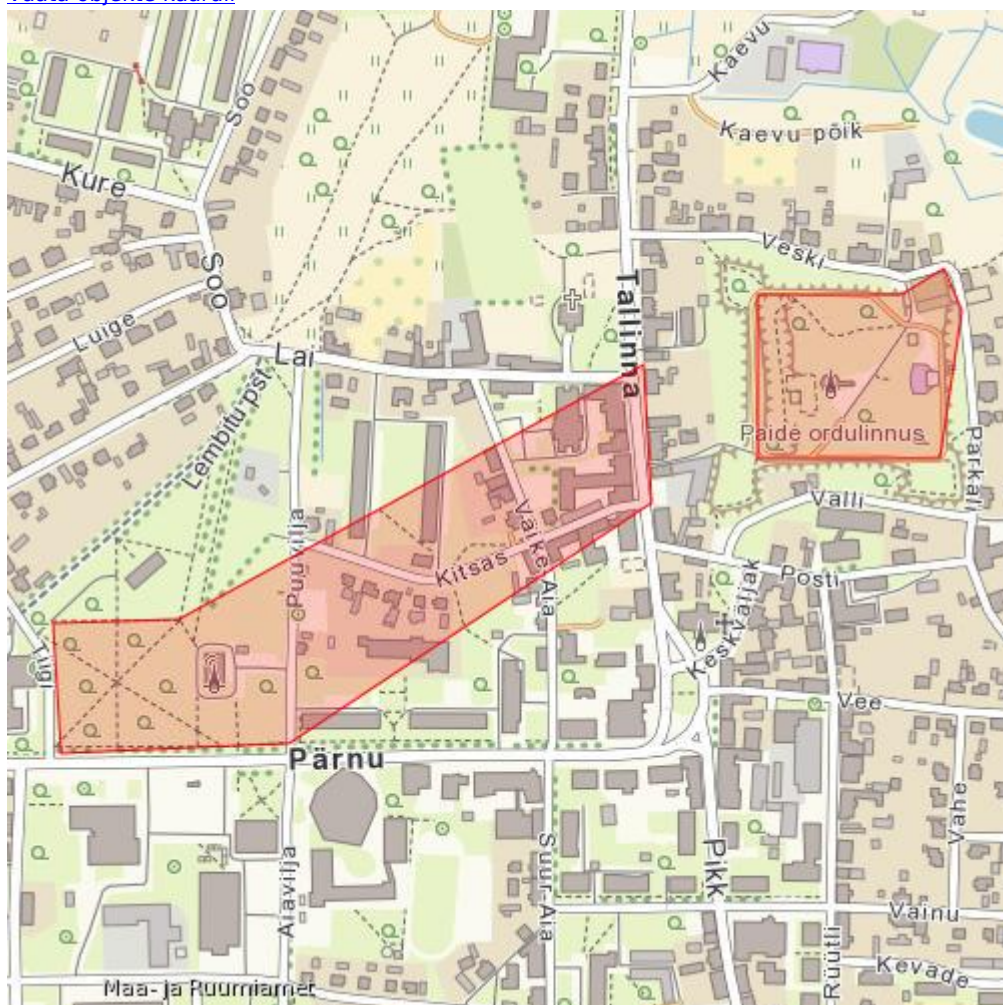 Vaata objekte kaardil
Kaevu
Kaevu põik
Soo
Kure
Veski
Soo
Tallinna
Luige
Lai
Lembitu pst
Paide ordulinnus
Parkali
Valli
Väike-Aia
Puuvilja
Kitsas
Posti
Keskväljak
Tiigi
Vee
Pärnu
Vahe
Pikk
Suur-Aia
Aiavilja
Vainu
Rüütli
Kevade
Maa- ja Ruumiamet